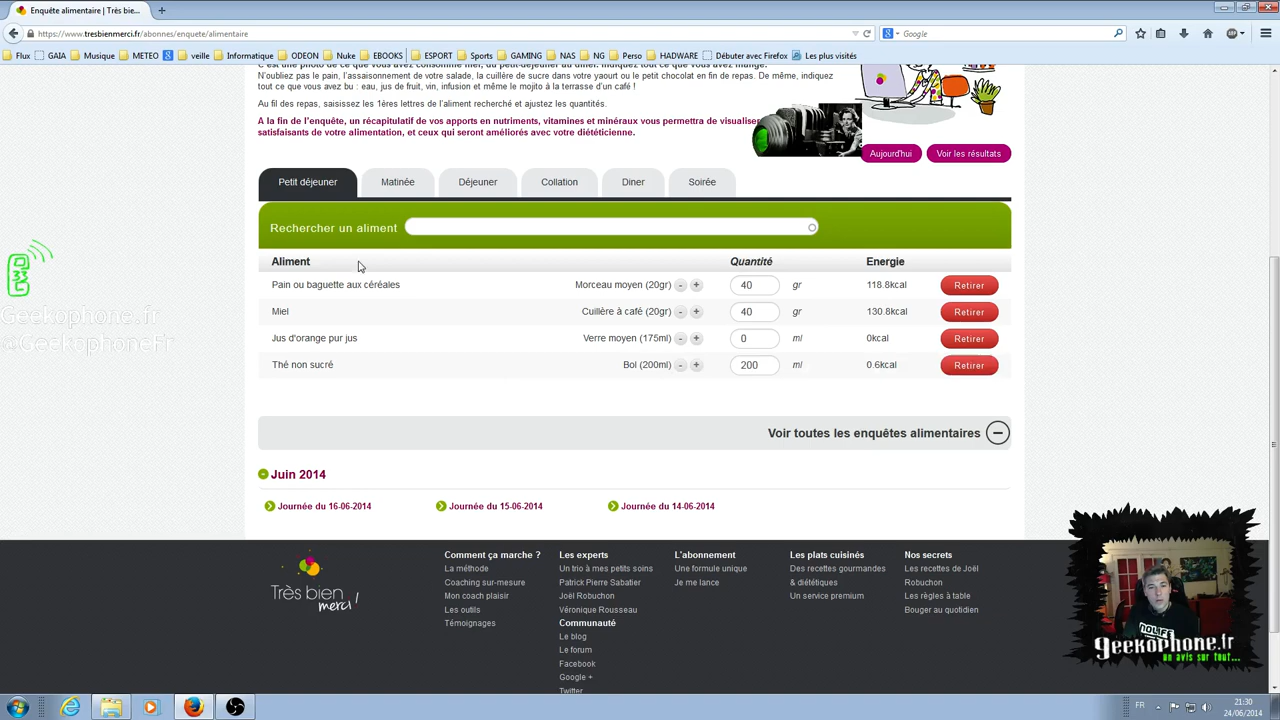 Enquête alimentaire | Très bie...
https://www.tresbienmerci.fr/abonnes/enquete/alimentaire
Google
Flux GAIA Musique METEO veille Informatique ODEON Nuke EBOOKS ESPORT Sports GAMING NAS NG Perso HADWARE Débuter avec Firefox Les plus visités
N'oubliez pas le pain, l'assaisonnement de votre salade, la cuillère de sucre dans votre yaourt ou le petit chocolat en fin de repas. De même, indiquez
tout ce que vous avez bu : eau, jus de fruit, vin, infusion et même le mojito à la terrasse d'un café !
Au fil des repas, saisissez les 1ères lettres de l'aliment recherché et ajustez les quantités.
A la fin de l'enquête, un récapitulatif de vos apports en nutriments, vitamines et minéraux vous permettra de visualiser
satisfaisants de votre alimentation, et ceux qui seront améliorés avec votre diététicienne.
Aujourd'hui Voir les résultats
Petit déjeuner Matinée Déjeuner Collation Diner Soirée
Rechercher un aliment
Aliment Quantité Energie
Pain ou baguette aux céréales Morceau moyen (20gr) - + 40 gr 118.8kcal Retirer
Miel Cuillère à café (20gr) - + 40 gr 130.8kcal Retirer
Jus d'orange pur jus Verre moyen (175ml) - + 0 ml 0kcal Retirer
Thé non sucré Bol (200ml) - + 200 ml 0.6kcal Retirer
Geekophone.fr
@GeekophoneFr
Voir toutes les enquêtes alimentaires
Juin 2014
Journée du 16-06-2014 Journée du 15-06-2014 Journée du 14-06-2014
Très bien merci !
Comment ça marche ?
La méthode
Coaching sur-mesure
Mon coach plaisir
Les outils
Témoignages
Les experts
Un trio à mes petits soins
Patrick Pierre Sabatier
Joël Robuchon
Véronique Rousseau
Communauté
Le blog
Le forum
Facebook
Google +
Twitter
L'abonnement
Une formule unique
Je me lance
Les plats cuisinés
Des recettes gourmandes
& diététiques
Un service premium
Nos secrets
Les recettes de Joël
Robuchon
Les règles à table
Bouger au quotidien
NOLIFE
geekophone.fr
un avis sur tout...
FR
21:30
24/06/2014